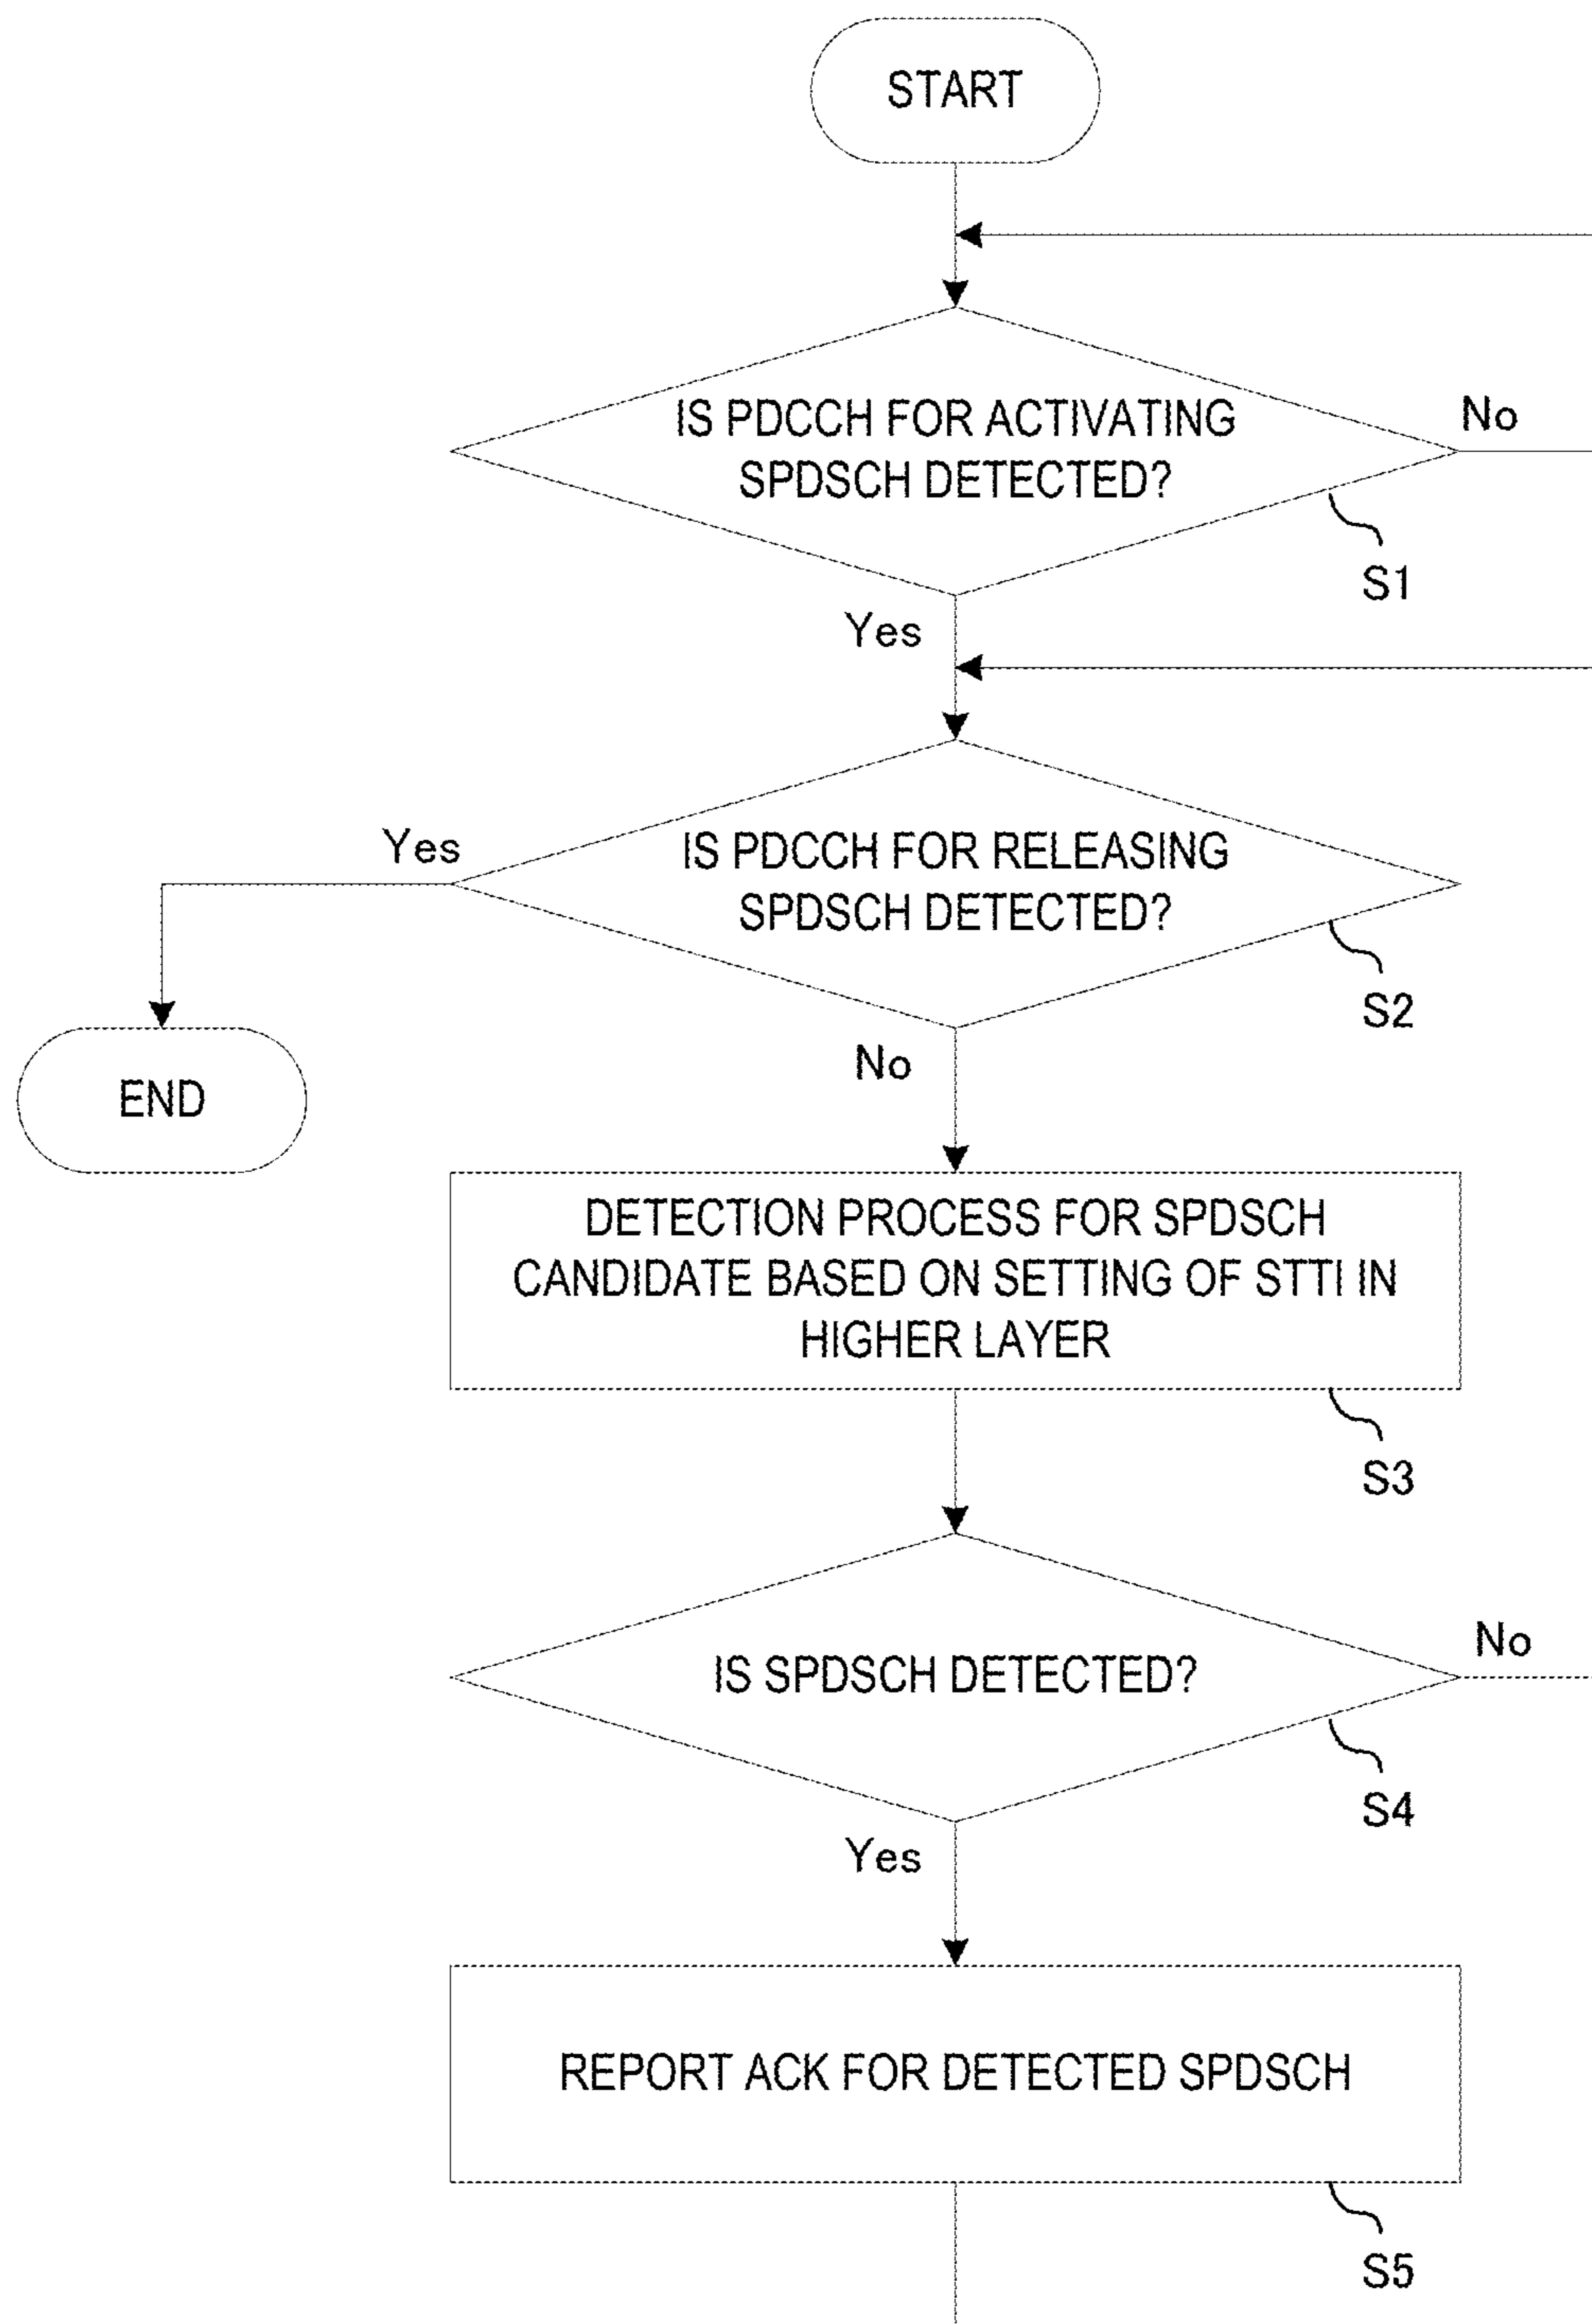 START
IS PDCCH FOR ACTIVATING
SPDSCH DETECTED?
No
S1
Yes
IS PDCCH FOR RELEASING
SPDSCH DETECTED?
Yes
S2
END
No
DETECTION PROCESS FOR SPDSCH
CANDIDATE BASED ON SETTING OF STTI IN
HIGHER LAYER
S3
IS SPDSCH DETECTED?
No
S4
Yes
REPORT ACK FOR DETECTED SPDSCH
S5